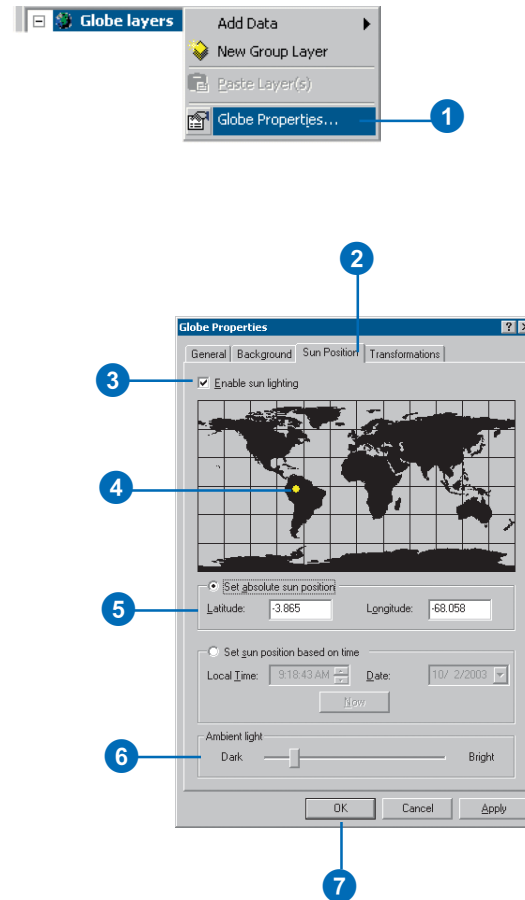 Globe layers
Add Data
New Group Layer
Paste Layer(s)
Globe Properties...
1
2
Globe Properties
General Background Sun Position Transformations
3
Enable sun lighting
4
Set absolute sun position
5
Latitude: -3.865 Longitude: -68.058
Set sun position based on time
Local Time: 9:18:43 AM Date: 10/ 2/2003
Now
Ambient light
6
Dark Bright
OK Cancel Apply
7